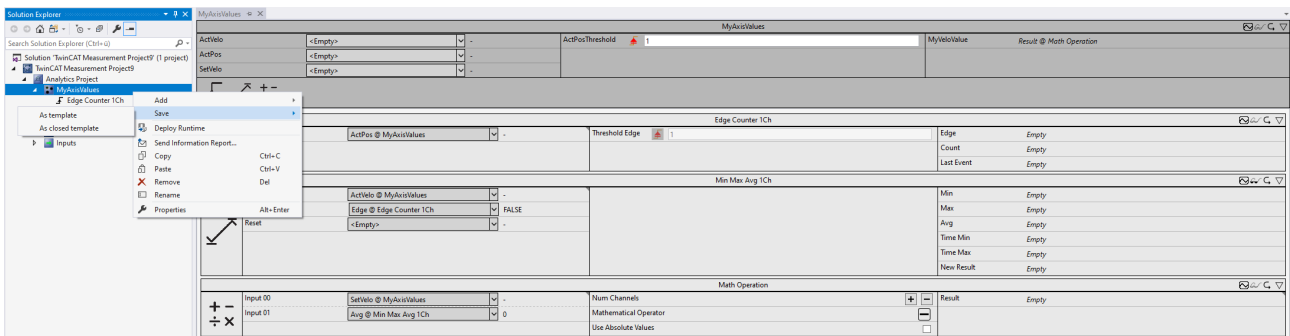 Solution Explorer
Search Solution Explorer (Ctrl+ü)
Solution 'TwinCAT Measurement Project9' (1 project)
TwinCAT Measurement Project9
Analytics Project
MyAxisValues
Edge Counter 1Ch
Inputs
As template
As closed template
Add
Save
Deploy Runtime
Send Information Report...
Copy Ctrl+C
Paste Ctrl+V
Remove Del
Rename
Properties Alt+Enter
MyAxisValues
MyAxisValues
ActVelo <Empty> -
ActPos <Empty> -
SetVelo <Empty> -
ActPosThreshold 1
MyVeloValue Result @ Math Operation
Edge Counter 1Ch
ActPos @ MyAxisValues -
Threshold Edge 1
Edge Empty
Count Empty
Last Event Empty
Min Max Avg 1Ch
ActVelo @ MyAxisValues -
Edge @ Edge Counter 1Ch FALSE
Reset <Empty> -
Min Empty
Max Empty
Avg Empty
Time Min Empty
Time Max Empty
New Result Empty
Math Operation
Input 00 SetVelo @ MyAxisValues -
Input 01 Avg @ Min Max Avg 1Ch 0
Num Channels + -
Mathematical Operator
Use Absolute Values
Result Empty